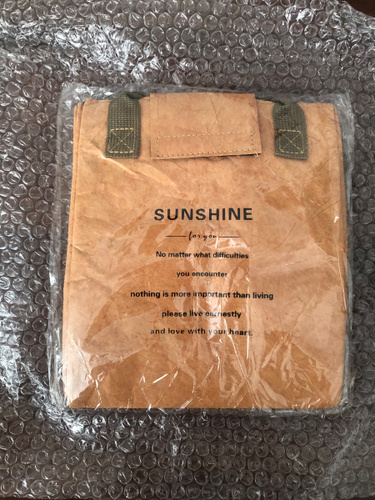 SUNSHINE
for you
No matter what difficulties
you encounter
nothing is more important than living
please live earnestly
and love with your heart.